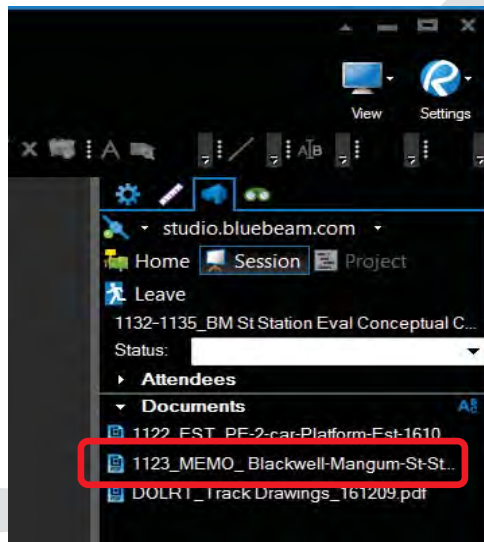 View Settings
A AB
studio.bluebeam.com
Home Session Project
Leave
1132-1135_BM St Station Eval Conceptual C...
Status:
Attendees
Documents
1122_EST_PE-2-car-Platform-Est-1610...
1123_MEMO_ Blackwell-Mangum-St-St...
DOLRT_Track Drawings_161209.pdf